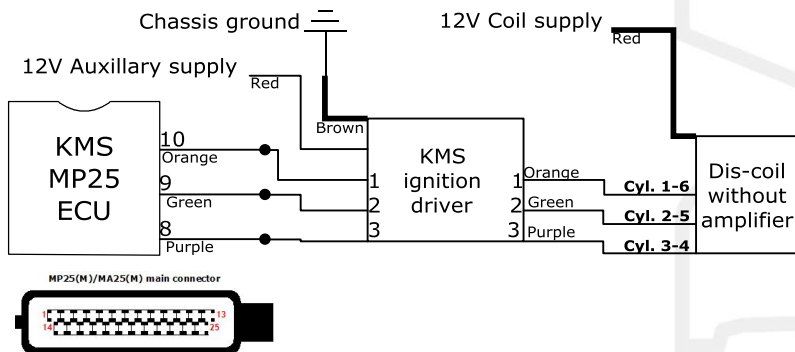 Chassis ground
12V Coil supply
Red
12V Auxillary supply
Red
Brown
KMS
MP25
ECU
10
Orange
9
Green
8
Purple
KMS
ignition
driver
1
2
3
1
Orange
2
Green
3
Purple
Cyl. 1-6
Cyl. 2-5
Cyl. 3-4
Dis-coil
without
amplifier
MP25(M)/MA25(M) main connector
1
13
14
25